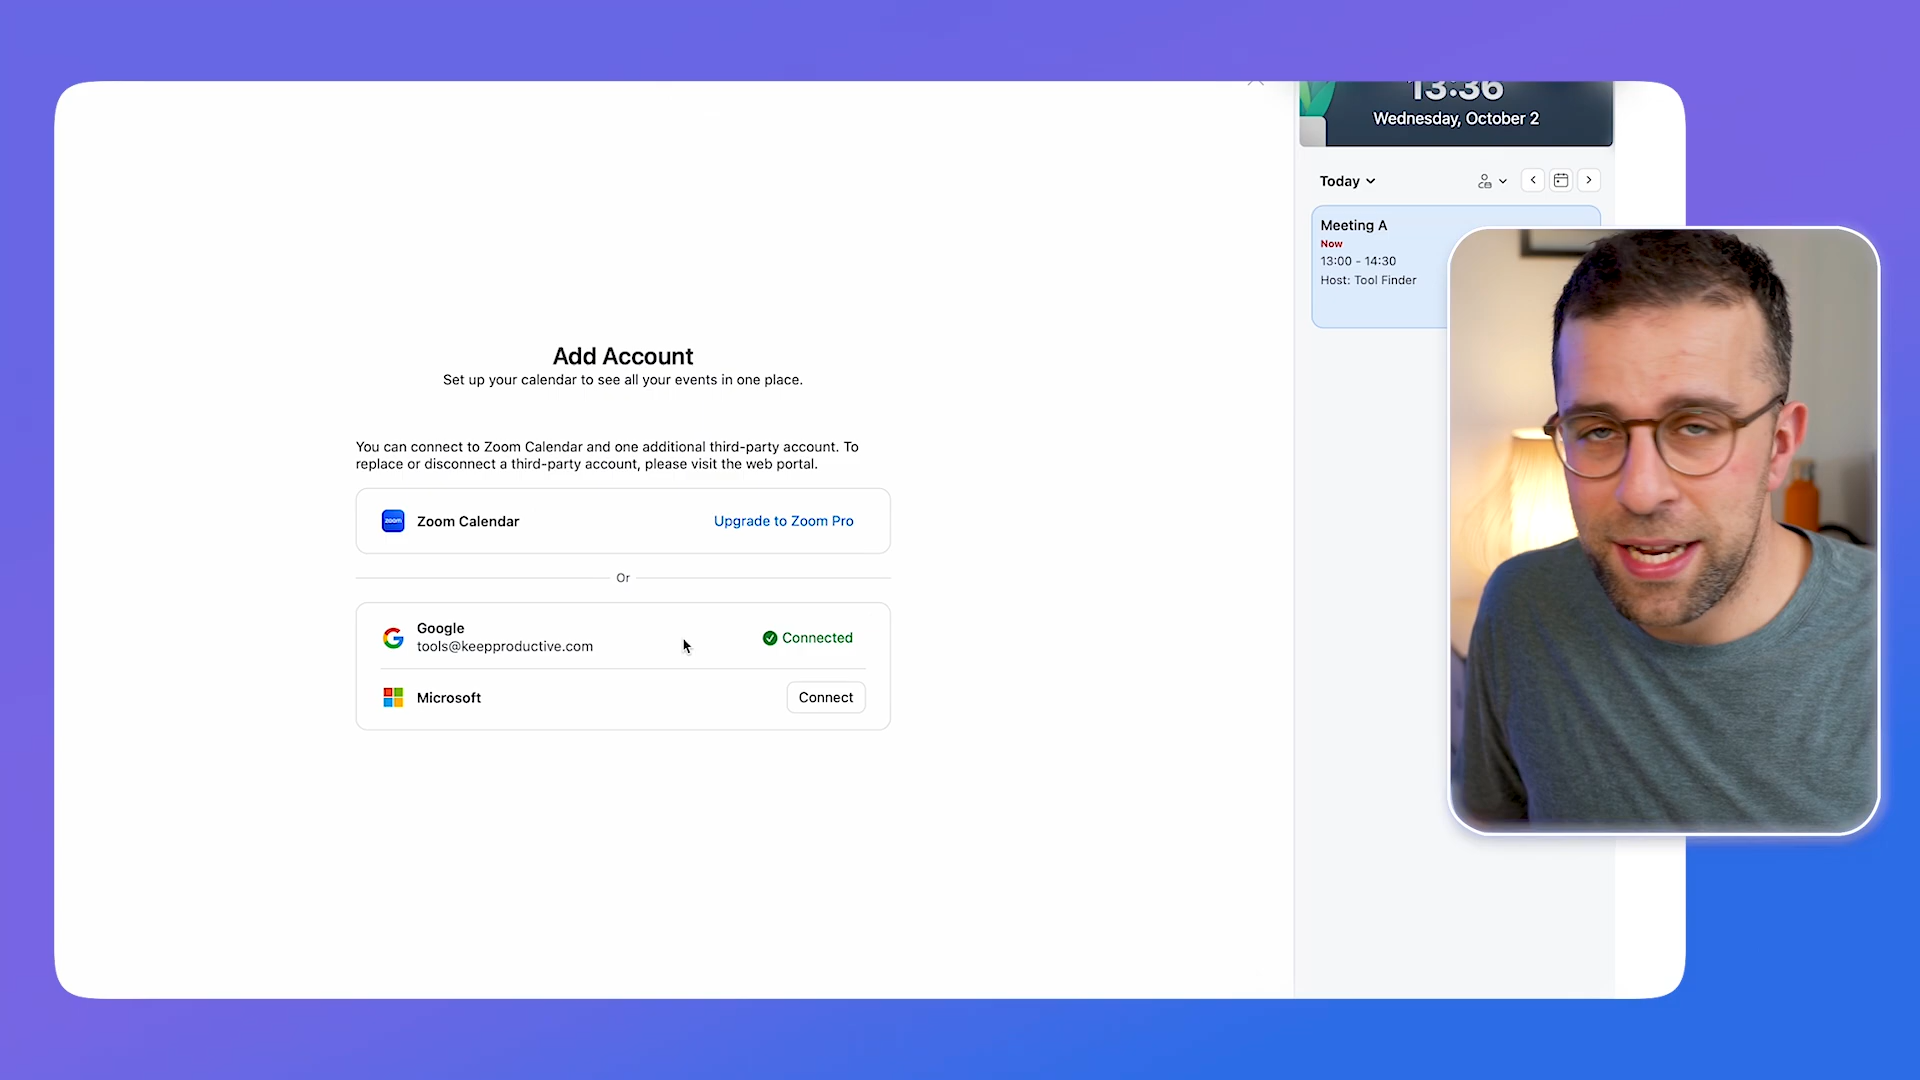 13:36
Wednesday, October 2
Today
Meeting A
Now
13:00 - 14:30
Host: Tool Finder
Add Account
Set up your calendar to see all your events in one place.
You can connect to Zoom Calendar and one additional third-party account. To
replace or disconnect a third-party account, please visit the web portal.
zoom
Zoom Calendar
Upgrade to Zoom Pro
Or
Google
tools@keepproductive.com
Connected
Microsoft
Connect